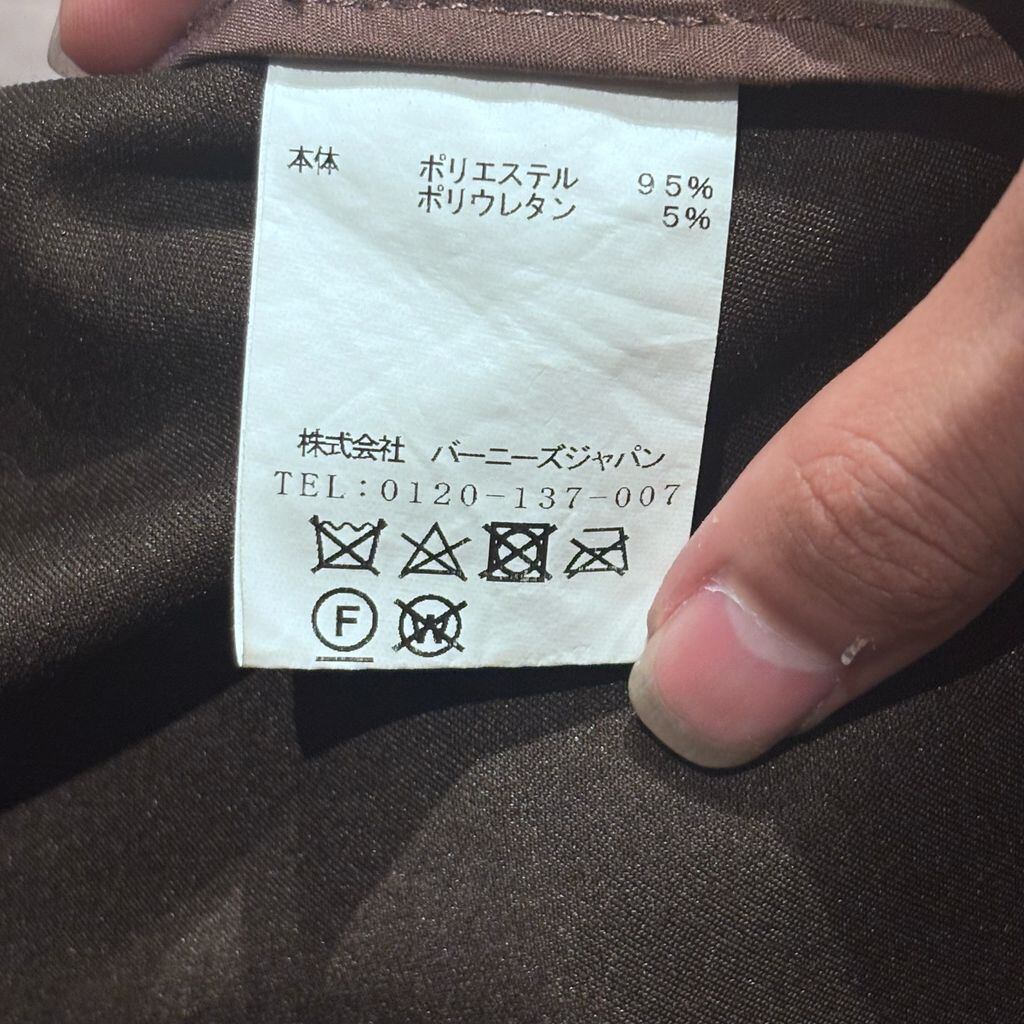 本体 ポリエステル 95%
ポリウレタン 5%
株式会社 バーニーズジャパン
TEL:0120-137-007
F W